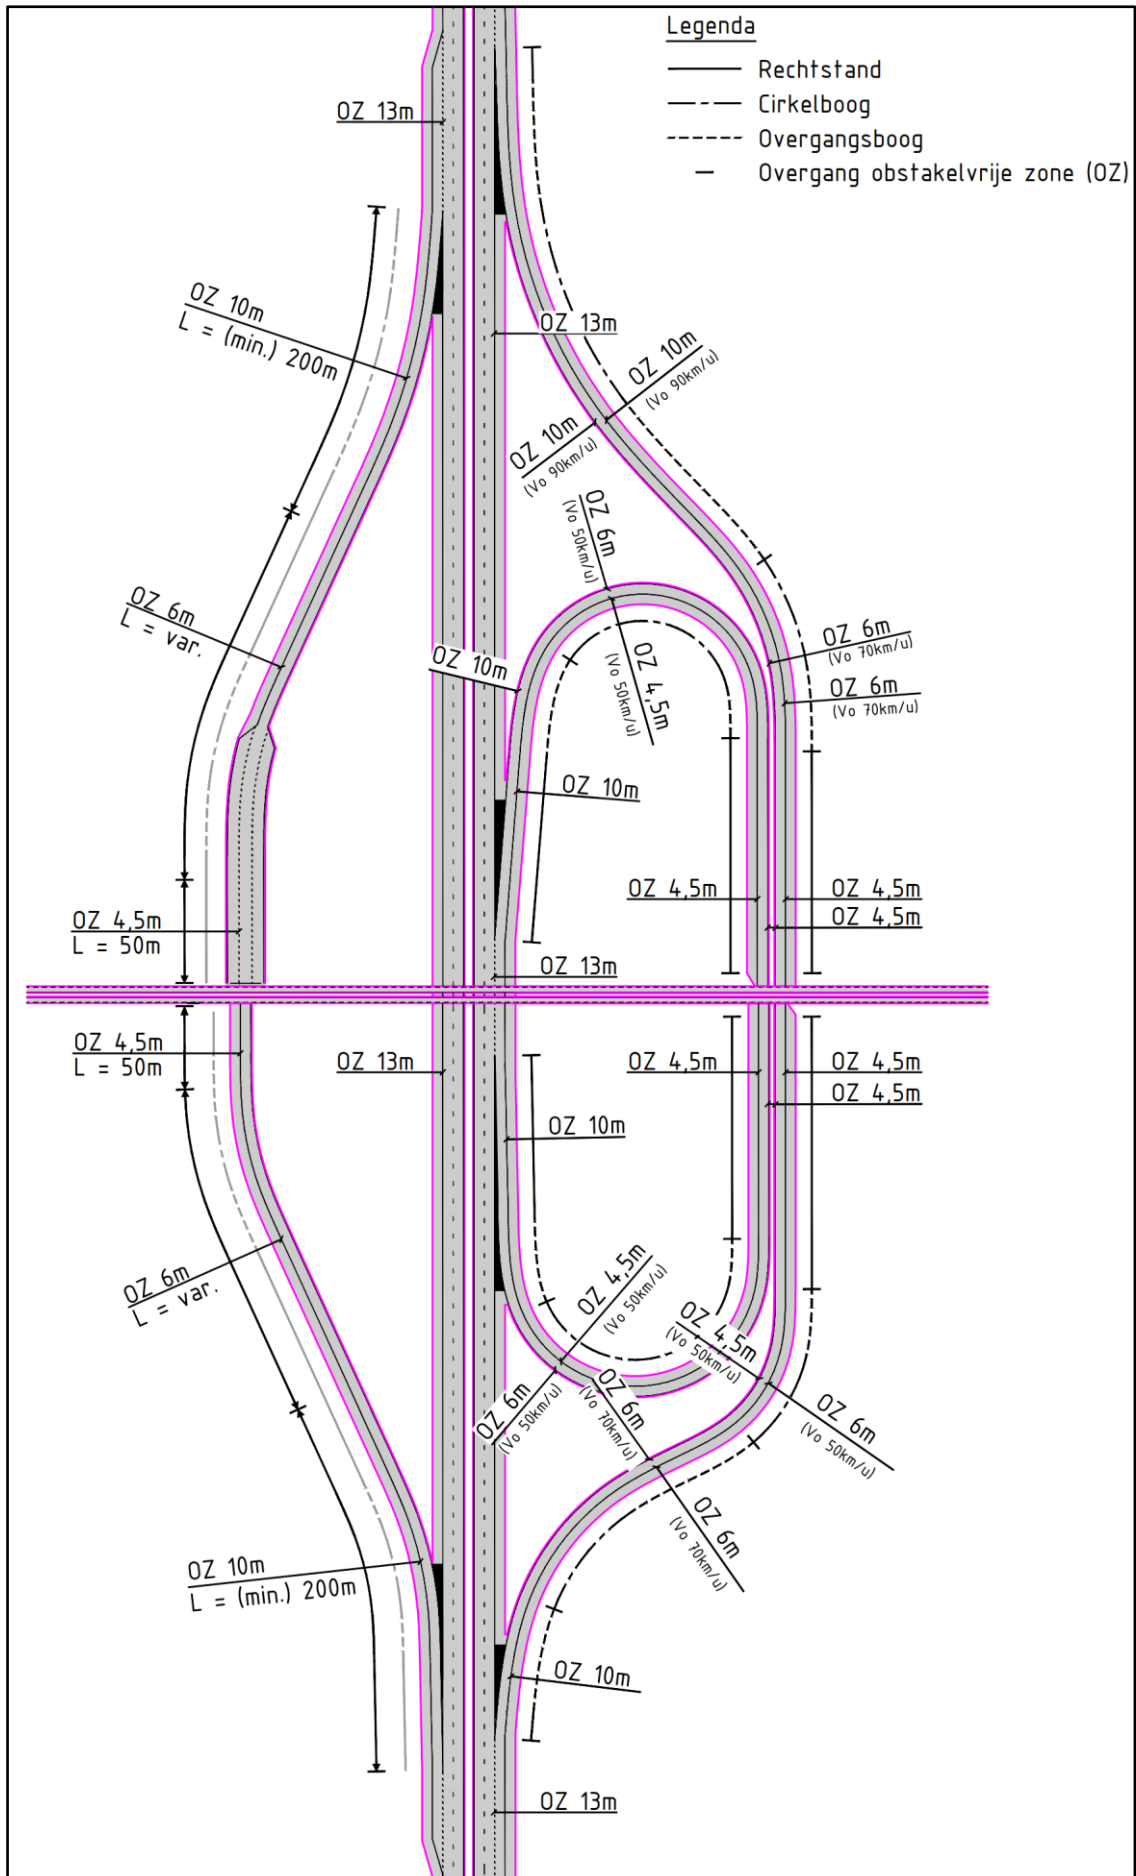 Legenda
Rechtstand
Cirkelboog
Overgangsboog
Overgang obstakelvrije zone (OZ)
OZ 13m
OZ 10m
L = (min.) 200m
OZ 13m
OZ 10m
(Vo 90km/u)
OZ 10m
(Vo 90km/u)
OZ 6m
(Vo 50km/u)
OZ 6m
L = var.
OZ 10m
OZ 4,5m
(Vo 50km/u)
OZ 6m
(Vo 70km/u)
OZ 6m
(Vo 70km/u)
OZ 10m
OZ 4,5m
OZ 4,5m
OZ 4,5m
OZ 4,5m
L = 50m
OZ 13m
OZ 4,5m
L = 50m
OZ 13m
OZ 4,5m
OZ 4,5m
OZ 4,5m
OZ 10m
OZ 6m
L = var.
OZ 4,5m
(Vo 50km/u)
OZ 4,5m
(Vo 50km/u)
OZ 6m
(Vo 50km/u)
OZ 6m
(Vo 70km/u)
OZ 6m
(Vo 50km/u)
OZ 6m
(Vo 70km/u)
OZ 10m
L = (min.) 200m
OZ 10m
OZ 13m